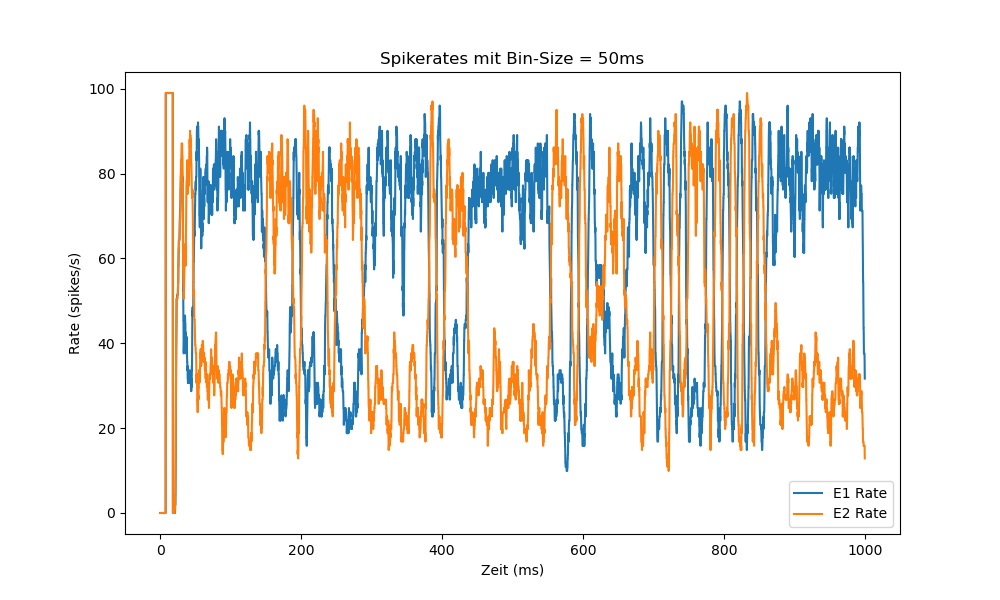 Spikerates mit Bin-Size = 50ms
100
80
60
40
20
0
Rate (spikes/s)
0 200 400 600 800 1000
Zeit (ms)
E1 Rate
E2 Rate